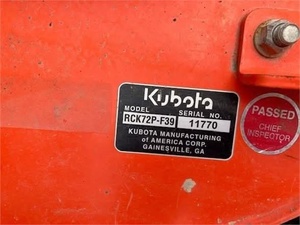 Kubota
MODEL SERIAL NO.
RCK72P-F39 11770
KUBOTA MANUFACTURING
of AMERICA CORP.
GAINESVILLE, GA
PASSED
CHIEF
INSPECTOR